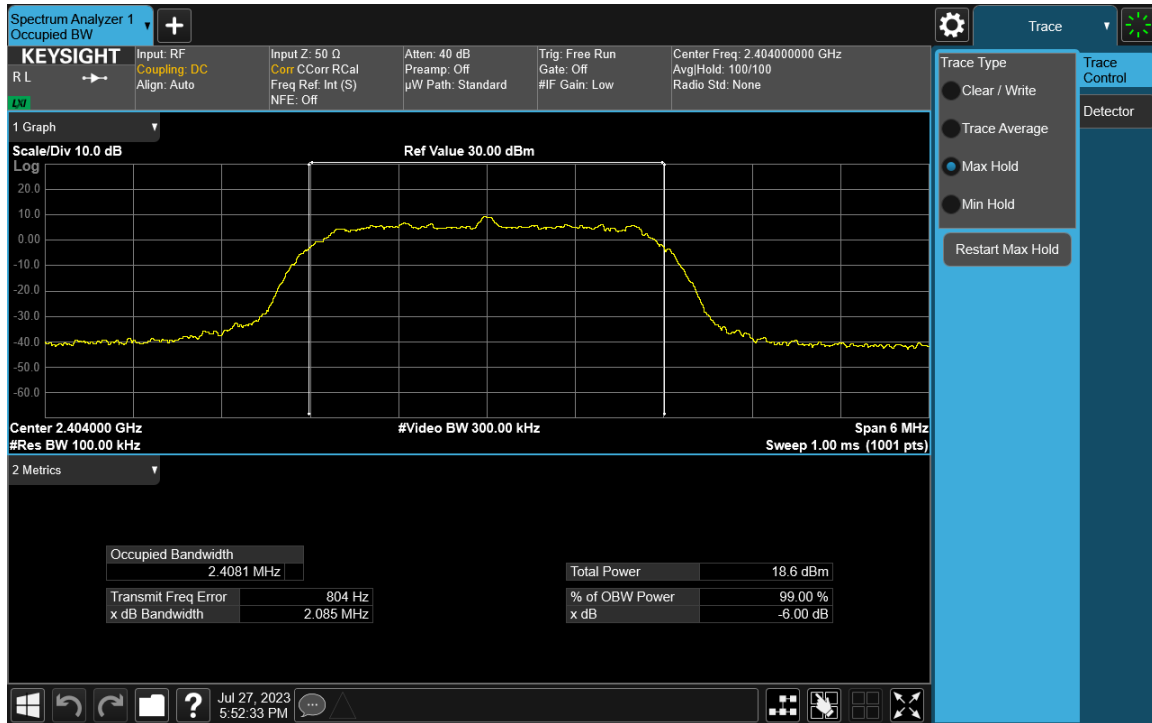 Spectrum Analyzer 1
Occupied BW
Trace
KEYSIGHT
R L
LXI
Input: RF
Coupling: DC
Align: Auto
Input Z: 50 Ω
Corr CCorr RCal
Freq Ref: Int (S)
NFE: Off
Atten: 40 dB
Preamp: Off
µW Path: Standard
Trig: Free Run
Gate: Off
#IF Gain: Low
Center Freq: 2.404000000 GHz
Avg|Hold: 100/100
Radio Std: None
Trace Type
Clear / Write
Trace Average
Max Hold
Min Hold
Restart Max Hold
Trace
Control
Detector
1 Graph
Scale/Div 10.0 dB
Ref Value 30.00 dBm
Log
20.0
10.0
0.00
-10.0
-20.0
-30.0
-40.0
-50.0
-60.0
Center 2.404000 GHz
#Video BW 300.00 kHz
Span 6 MHz
#Res BW 100.00 kHz
Sweep 1.00 ms (1001 pts)
2 Metrics
Occupied Bandwidth
2.4081 MHz
Total Power 18.6 dBm
Transmit Freq Error 804 Hz
% of OBW Power 99.00 %
x dB Bandwidth 2.085 MHz
x dB -6.00 dB
?
Jul 27, 2023
5:52:33 PM